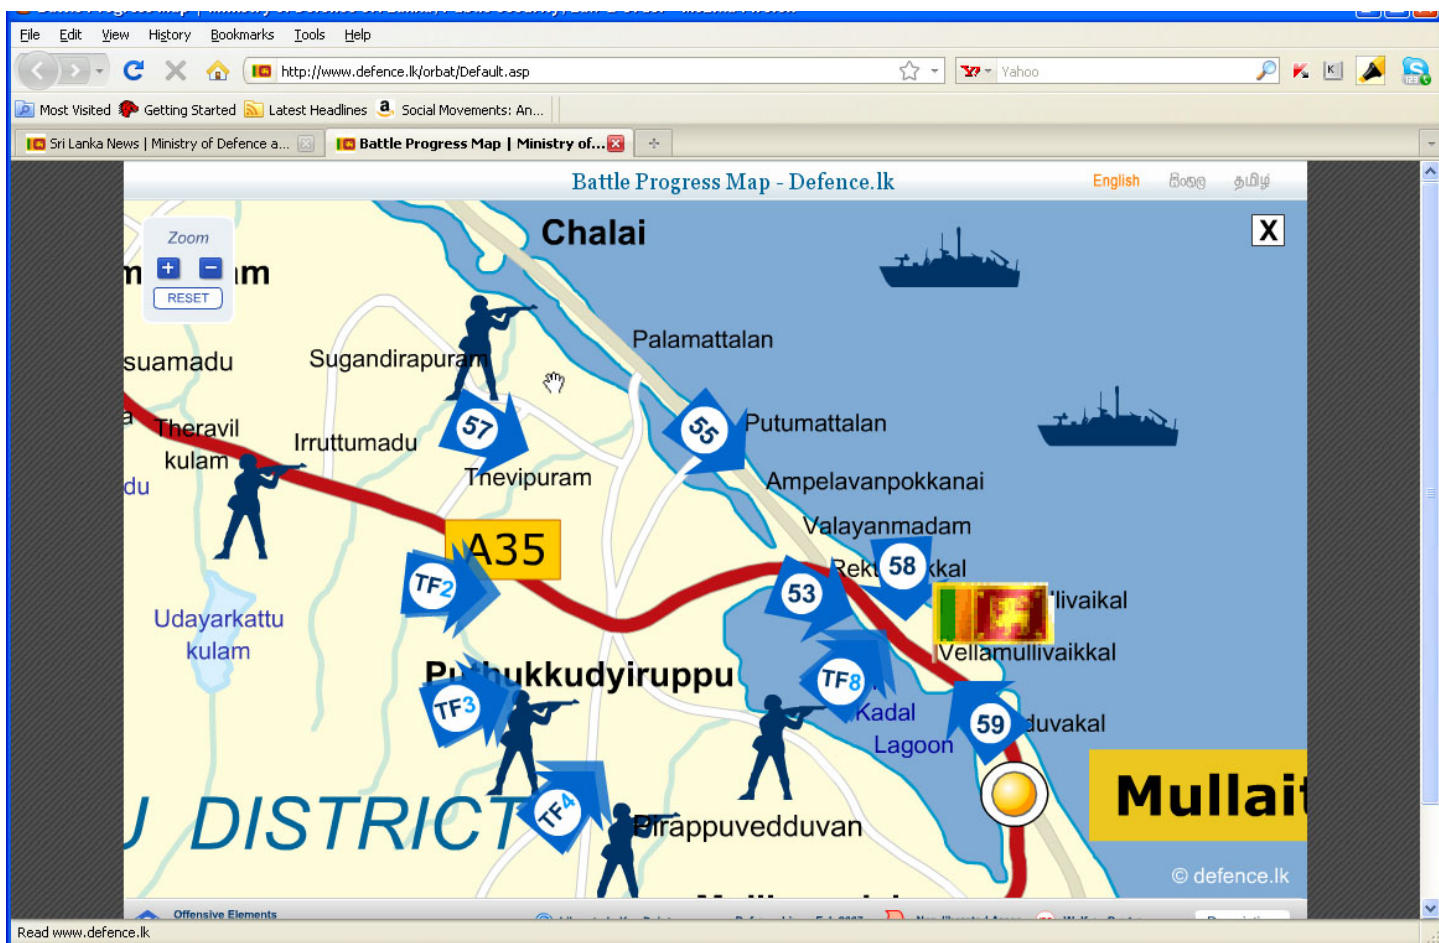 File Edit View History Bookmarks Tools Help
http://www.defence.lk/orbat/Default.asp
Yahoo
Most Visited Getting Started Latest Headlines Social Movements: An...
Sri Lanka News | Ministry of Defence a...
Battle Progress Map | Ministry of...
Battle Progress Map - Defence.lk
English සිංහල தமிழ்
Zoom
RESET
X
Chalai
Palamattalan
suamadu
Sugandirapuram
57
55
Putumattalan
Theravil
kulam
Irruttumadu
du
Tnevipuram
Ampelavanpokkanai
A35
Valayanmadam
58
kkal
TF2
53
livaikal
Udayarkattu
kulam
Vellamullivaikkal
Puthukkudyiruppu
TF8
TF3
Kadal
Lagoon
59
duvakal
Mullait
DISTRICT
TF4
Pirappuvedduvan
© defence.lk
Offensive Elements
Read www.defence.lk